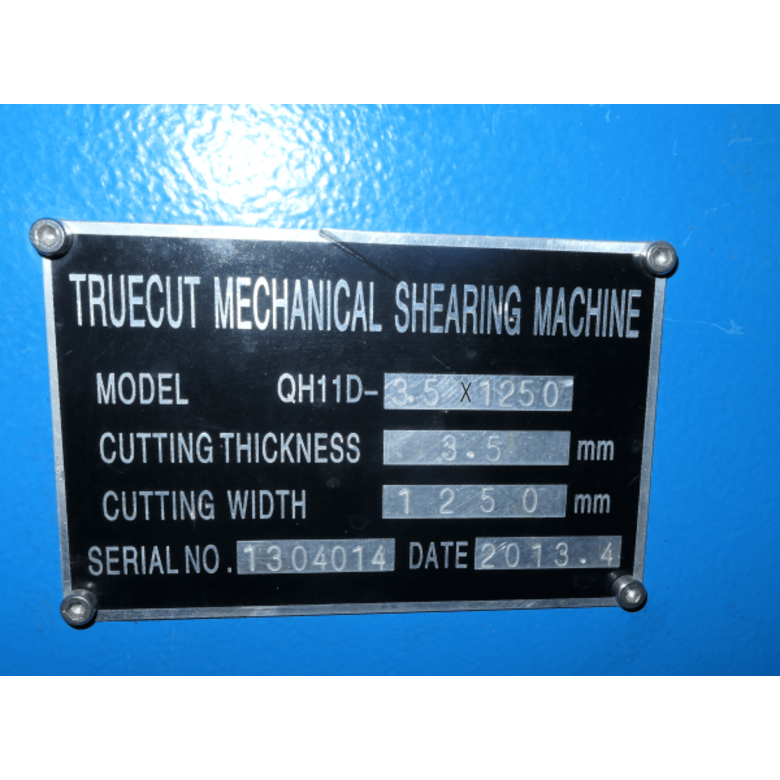 TRUECUT MECHANICAL SHEARING MACHINE
MODEL QH11D-3.5 X 1250
CUTTING THICKNESS 3.5 mm
CUTTING WIDTH 1250 mm
SERIAL NO. 1304014 DATE 2013.4